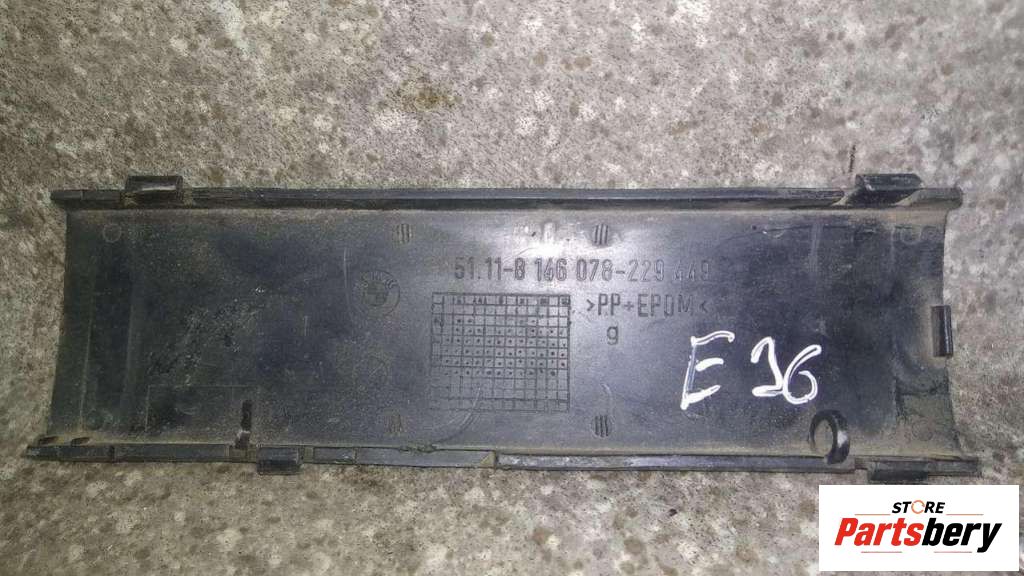 51.11-8 146 078-229 449
>PP+EPDM<
g
E 36
STORE
Partsbery